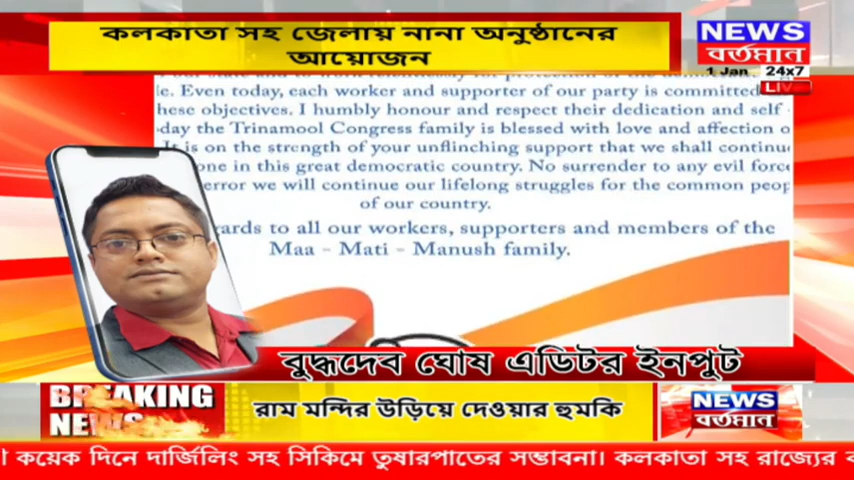 কলকাতা সহ জেলায় নানা অনুষ্ঠানের
আয়োজন
NEWS
বর্তমান
1 Jan 24x7
LIVE
e. Even today, each worker and supporter of our party is committed
hese objectives. I humbly honour and respect their dedication and self
day the Trinamool Congress family is blessed with love and affection o
It is on the strength of your unflinching support that we shall continue
one in this great democratic country. No surrender to any evil force
error we will continue our lifelong struggles for the common peop
of our country.
ards to all our workers, supporters and members of the
Maa - Mati - Manush family.
বুদ্ধদেব ঘোষ এডিটর ইনপুট
BREAKING
NEWS
রাম মন্দির উড়িয়ে দেওয়ার হুমকি
NEWS
বর্তমান
ী কয়েক দিনে দার্জিলিং সহ সিকিমে তুষারপাতের সম্ভাবনা। কলকাতা সহ রাজ্যের